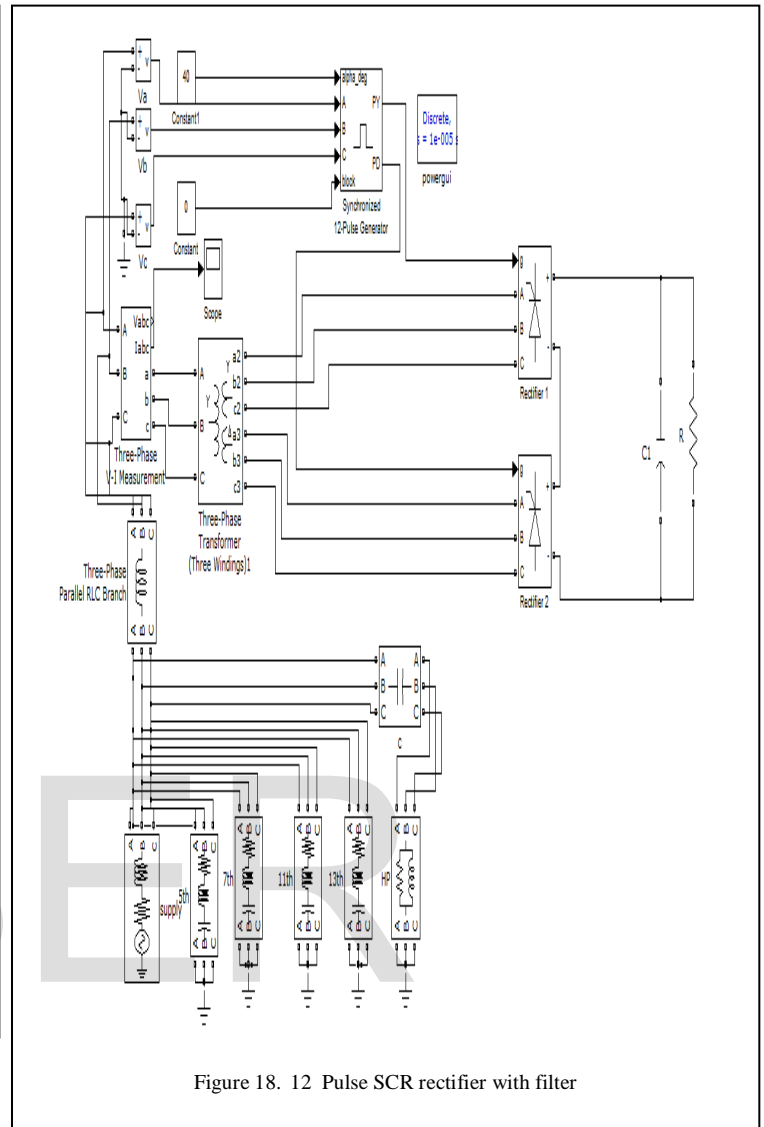 +
-
v
Va
40
Constant1
alpha_deg
A
B
C
block
PY
PD
Synchronized
12-Pulse Generator
Discrete,
s = 1e-005 s
powergui
+
-
v
Vb
+
-
v
Vc
0
Constant
Scope
A
B
C
Vabc
Iabc
a
b
c
Three-Phase
V-I Measurement
A
B
C
Y
Y
a2
b2
c2
a3
b3
c3
Three-Phase
Transformer
(Three Windings)1
g
A
B
C
+
-
Rectifier 1
g
A
B
C
+
-
Rectifier 2
C1
R
A B C
Three-Phase
Parallel RLC Branch
A B C
A
B
C
A
B
C
c
A B C
supply
A B C
5th
A B C
A B C
7th
A B C
A B C
11th
A B C
A B C
13th
A B C
A B C
HP
A B C
ER
Figure 18. 12 Pulse SCR rectifier with filter